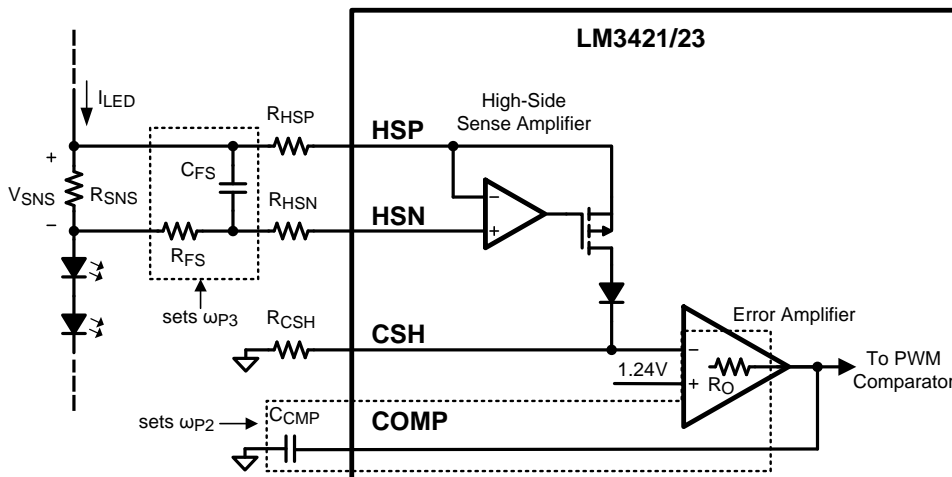 LM3421/23
I_LED
R_HSP
High-Side
Sense Amplifier
HSP
+
C_FS
V_SNS
R_SNS
R_HSN
HSN
−
+
−
R_FS
sets ω_P3
R_CSH
CSH
Error Amplifier
−
1.24V
+
R_O
To PWM
Comparator
sets ω_P2
C_CMP
COMP